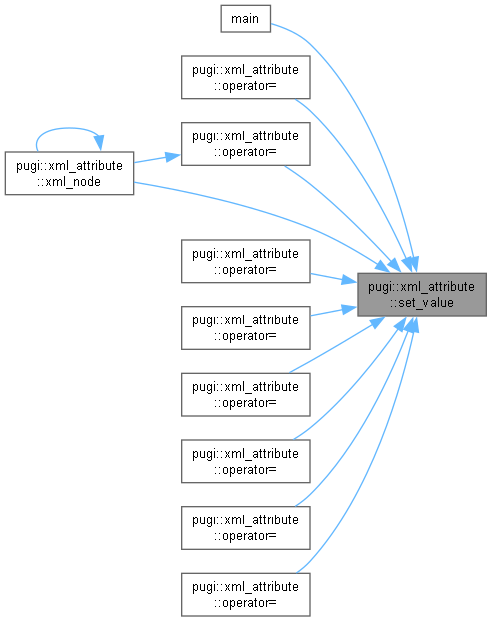 main
pugi::xml_attribute
::operator=
pugi::xml_attribute
::operator=
pugi::xml_attribute
::xml_node
pugi::xml_attribute
::operator=
pugi::xml_attribute
::set_value
pugi::xml_attribute
::operator=
pugi::xml_attribute
::operator=
pugi::xml_attribute
::operator=
pugi::xml_attribute
::operator=
pugi::xml_attribute
::operator=